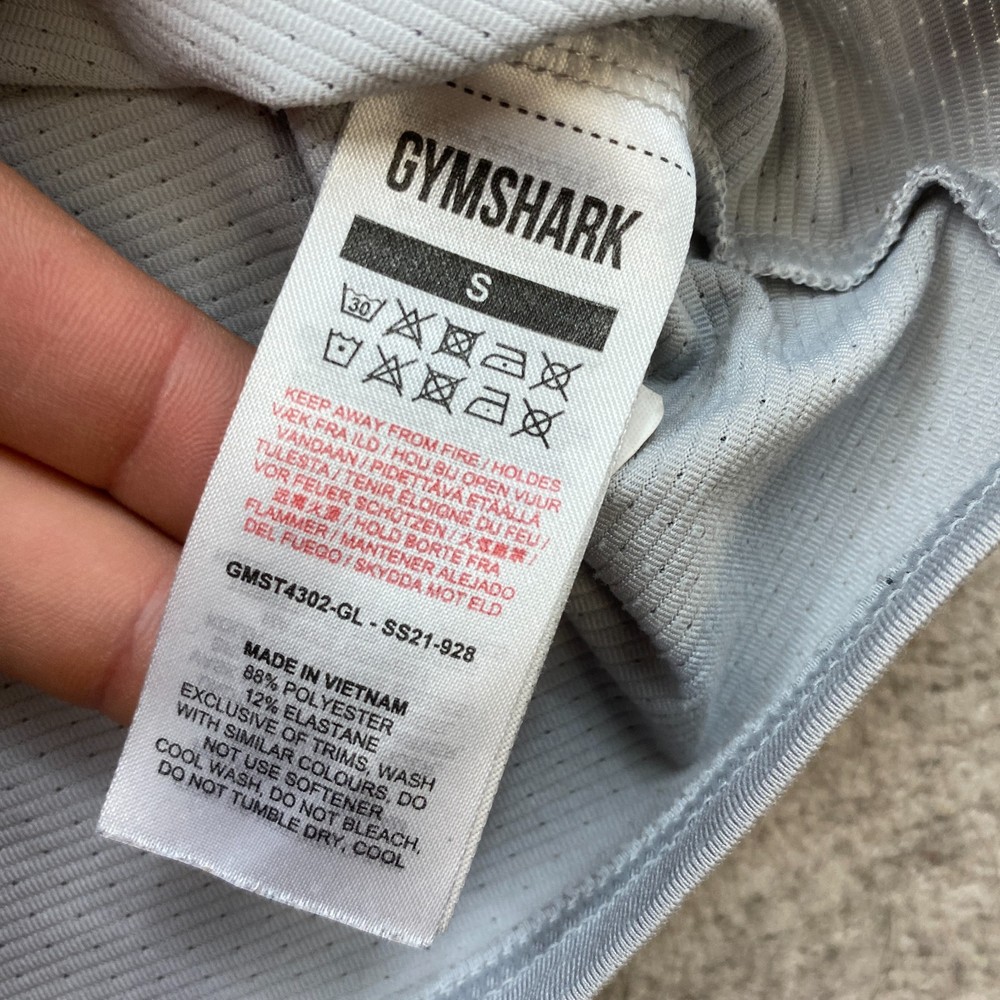 GYMSHARK
S
30
KEEP AWAY FROM FIRE / HOLDES
VÆK FRA ILD / HOU BIJ OPEN VUUR
VANDAAN / PIDETTÄVÄ ETÄÄLLÄ
TULESTA / TENIR ÉLOIGNÉ DU FEU /
VOR FEUER SCHÜTZEN / 火気厳禁 /
FLAMMER / HOLD BORTE FRA
DEL FUEGO / MANTENER ALEJADO
SKYDDA MOT ELD
GMST4302-GL - SS21-928
MADE IN VIETNAM
88% POLYESTER
12% ELASTANE
EXCLUSIVE OF TRIMS, WASH
WITH SIMILAR COLOURS, DO
NOT USE SOFTENER
COOL WASH, DO NOT BLEACH,
DO NOT TUMBLE DRY, COOL